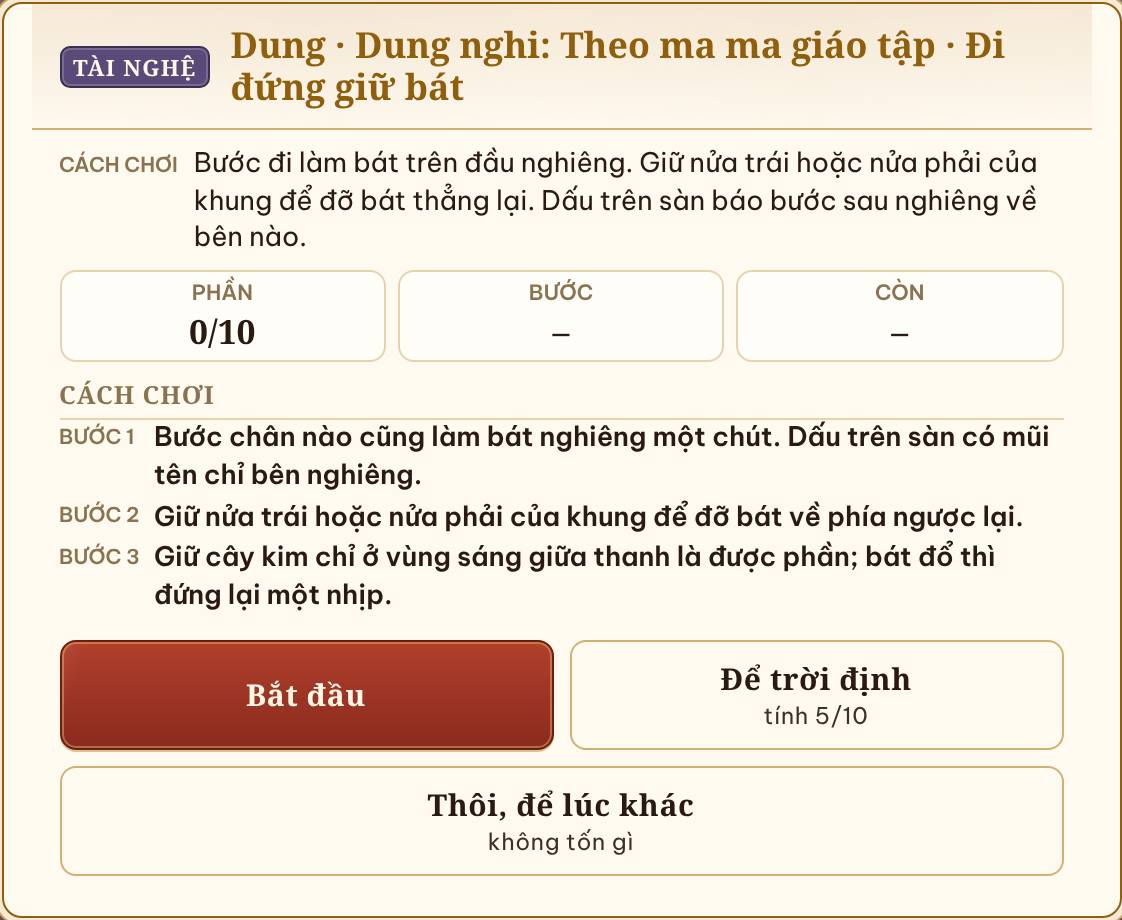 TÀI NGHỆ
Dung · Dung nghi: Theo ma ma giáo tập · Đi
đứng giữ bát
CÁCH CHƠI
Bước đi làm bát trên đầu nghiêng. Giữ nửa trái hoặc nửa phải của
khung để đỡ bát thẳng lại. Dấu trên sàn báo bước sau nghiêng về
bên nào.
PHẦN
0/10
BƯỚC
–
CÒN
–
CÁCH CHƠI
BƯỚC 1
Bước chân nào cũng làm bát nghiêng một chút. Dấu trên sàn có mũi
tên chỉ bên nghiêng.
BƯỚC 2
Giữ nửa trái hoặc nửa phải của khung để đỡ bát về phía ngược lại.
BƯỚC 3
Giữ cây kim chỉ ở vùng sáng giữa thanh là được phần; bát đổ thì
đứng lại một nhịp.
Bắt đầu
Để trời định
tính 5/10
Thôi, để lúc khác
không tốn gì